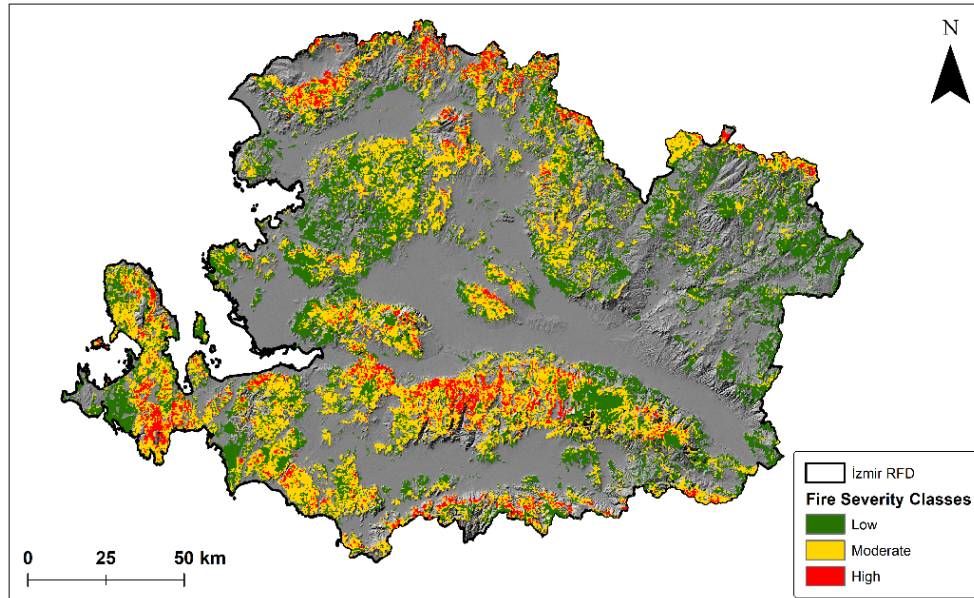 N
İzmir RFD
Fire Severity Classes
Low
Moderate
High
0 25 50 km